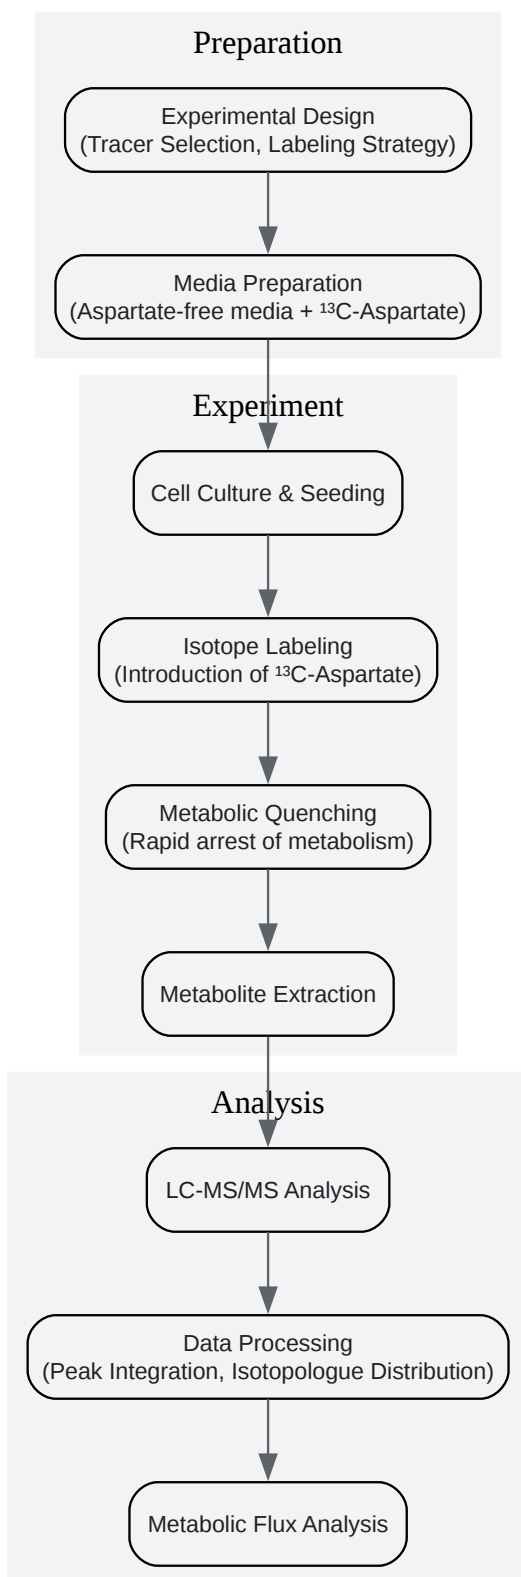 Preparation
Experimental Design
(Tracer Selection, Labeling Strategy)
Media Preparation
(Aspartate-free media + ¹³C-Aspartate)
Experiment
Cell Culture & Seeding
Isotope Labeling
(Introduction of ¹³C-Aspartate)
Metabolic Quenching
(Rapid arrest of metabolism)
Metabolite Extraction
Analysis
LC-MS/MS Analysis
Data Processing
(Peak Integration, Isotopologue Distribution)
Metabolic Flux Analysis